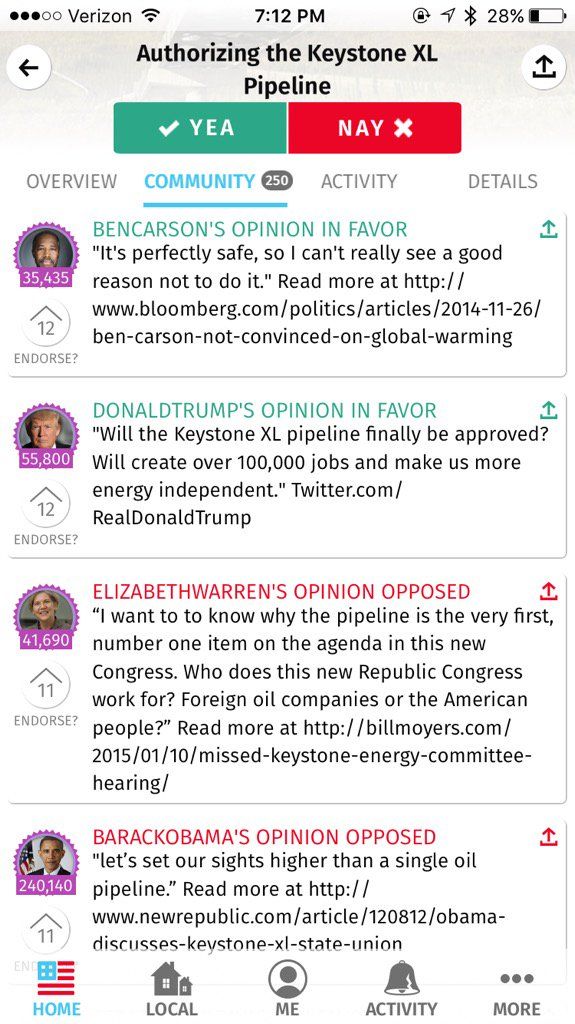 Verizon 7:12 PM 28%
Authorizing the Keystone XL
Pipeline
YEA NAY
OVERVIEW COMMUNITY 250 ACTIVITY DETAILS
BENCARSON'S OPINION IN FAVOR
"It's perfectly safe, so I can't really see a good
reason not to do it." Read more at http://
www.bloomberg.com/politics/articles/2014-11-26/
ben-carson-not-convinced-on-global-warming
35,435
12
ENDORSE?
DONALDTRUMP'S OPINION IN FAVOR
"Will the Keystone XL pipeline finally be approved?
Will create over 100,000 jobs and make us more
energy independent." Twitter.com/
RealDonaldTrump
55,800
12
ENDORSE?
ELIZABETHWARREN'S OPINION OPPOSED
“I want to to know why the pipeline is the very first,
number one item on the agenda in this new
Congress. Who does this new Republic Congress
work for? Foreign oil companies or the American
people?” Read more at http://billmoyers.com/
2015/01/10/missed-keystone-energy-committee-
hearing/
41,690
11
ENDORSE?
BARACKOBAMA'S OPINION OPPOSED
"let’s set our sights higher than a single oil
pipeline.” Read more at http://
www.newrepublic.com/article/120812/obama-
discusses-keystone-xl-state-union
240,140
11
HOME LOCAL ME ACTIVITY MORE